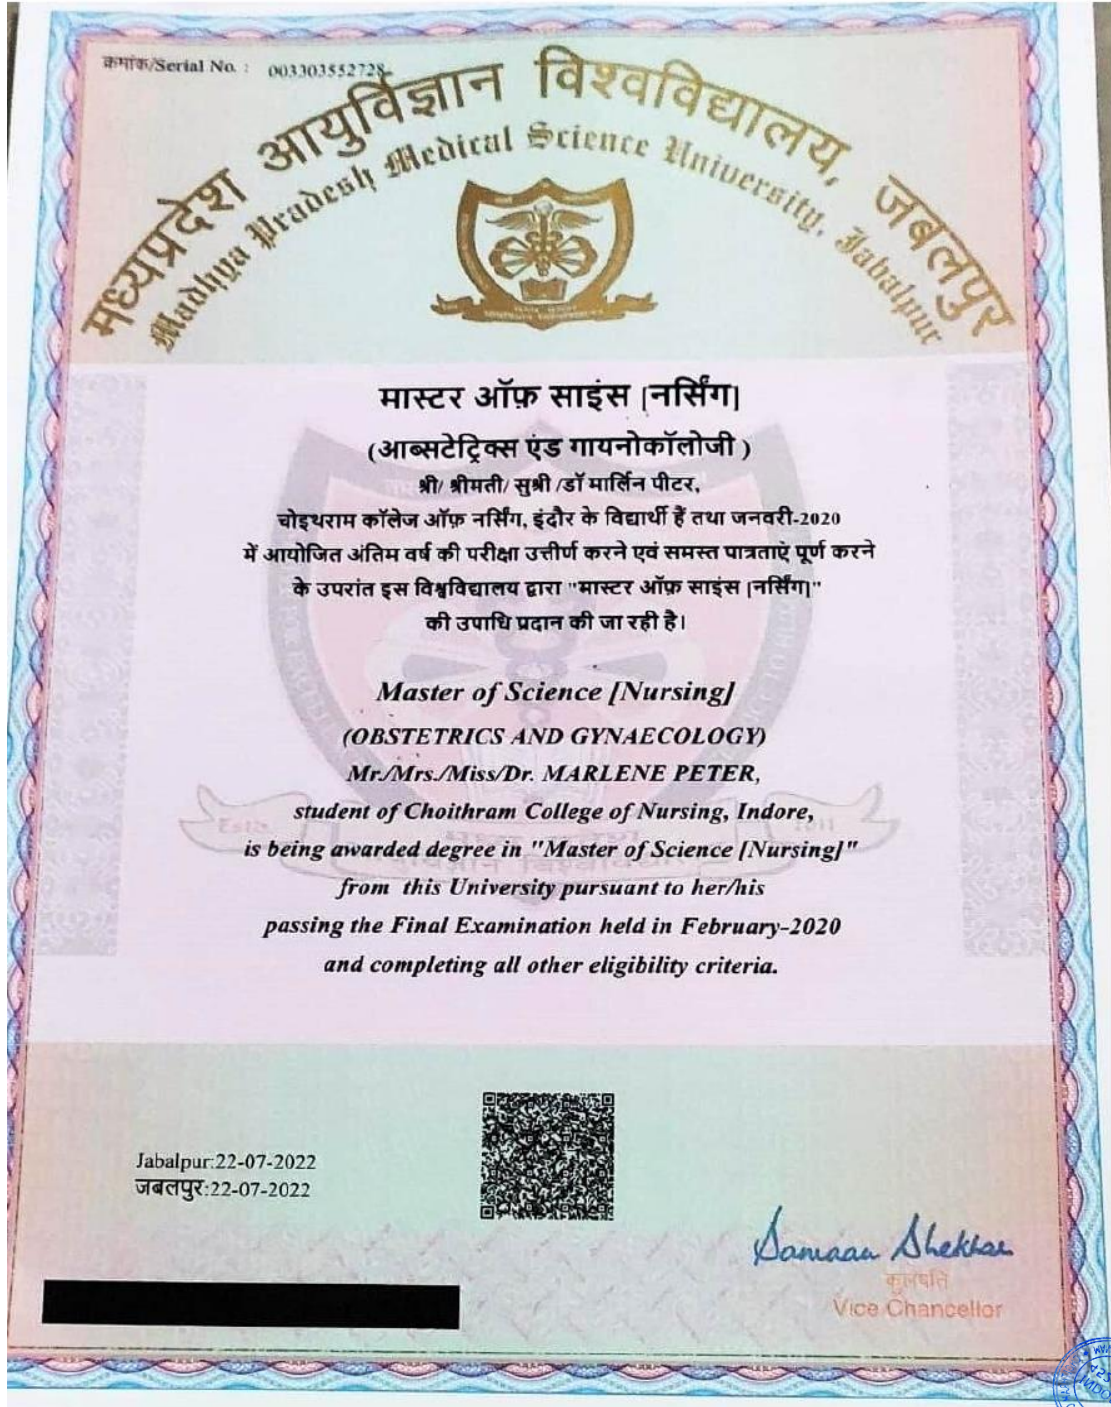 क्रमांक/Serial No. : 003303552728
मध्यप्रदेश आयुर्विज्ञान विश्वविद्यालय, जबलपुर
Madhya Pradesh Medical Science University, Jabalpur
मास्टर ऑफ़ साइंस [नर्सिंग]
(आब्सटेट्रिक्स एंड गायनोकॉलोजी )
श्री/ श्रीमती/ सुश्री /डॉ मार्लिन पीटर,
चोइथराम कॉलेज ऑफ़ नर्सिंग, इंदौर के विद्यार्थी हैं तथा जनवरी-2020
में आयोजित अंतिम वर्ष की परीक्षा उत्तीर्ण करने एवं समस्त पात्रताएं पूर्ण करने
के उपरांत इस विश्वविद्यालय द्वारा "मास्टर ऑफ़ साइंस [नर्सिंग]"
की उपाधि प्रदान की जा रही है।
Master of Science [Nursing]
(OBSTETRICS AND GYNAECOLOGY)
Mr./Mrs./Miss/Dr. MARLENE PETER,
student of Choithram College of Nursing, Indore,
is being awarded degree in "Master of Science [Nursing]"
from this University pursuant to her/his
passing the Final Examination held in February-2020
and completing all other eligibility criteria.
Jabalpur:22-07-2022
जबलपुर:22-07-2022
कुलपति
Vice Chancellor